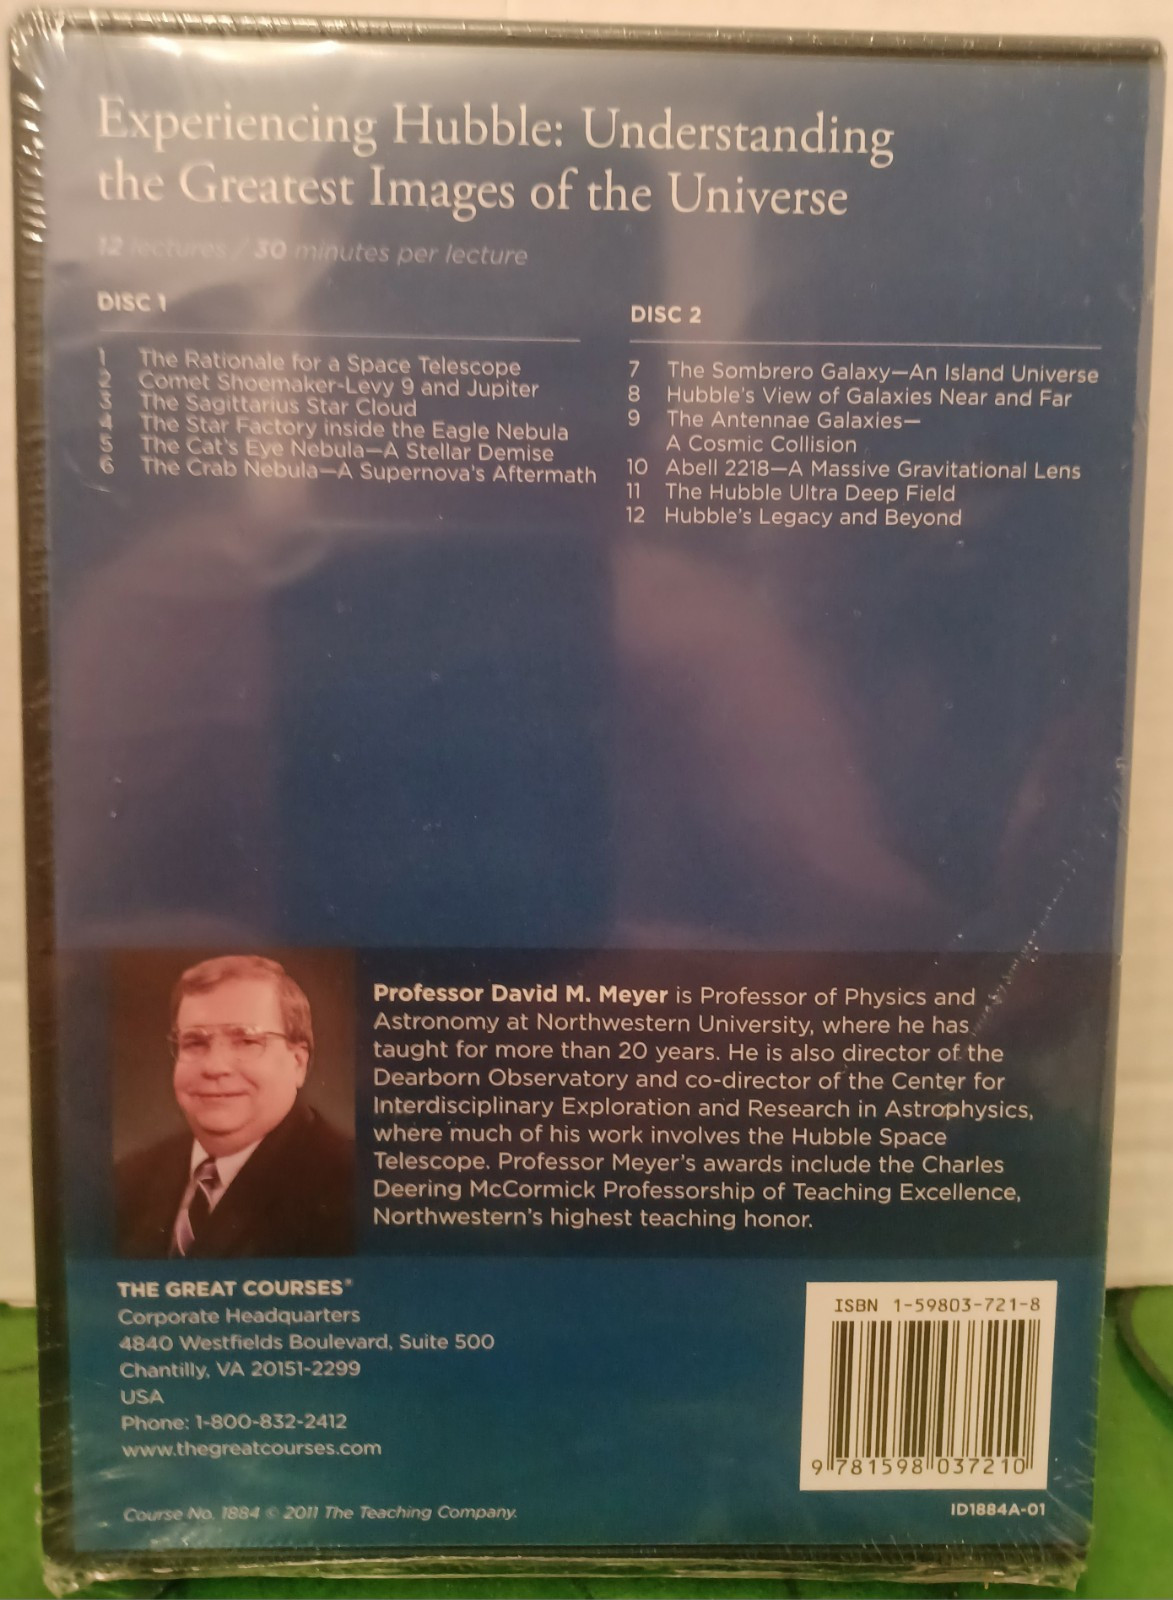 Experiencing Hubble: Understanding
the Greatest Images of the Universe
12 lectures / 30 minutes per lecture
DISC 1
1 The Rationale for a Space Telescope
2 Comet Shoemaker-Levy 9 and Jupiter
3 The Sagittarius Star Cloud
4 The Star Factory inside the Eagle Nebula
5 The Cat's Eye Nebula—A Stellar Demise
6 The Crab Nebula—A Supernova's Aftermath
DISC 2
7 The Sombrero Galaxy—An Island Universe
8 Hubble's View of Galaxies Near and Far
9 The Antennae Galaxies—
A Cosmic Collision
10 Abell 2218—A Massive Gravitational Lens
11 The Hubble Ultra Deep Field
12 Hubble's Legacy and Beyond
Professor David M. Meyer is Professor of Physics and
Astronomy at Northwestern University, where he has
taught for more than 20 years. He is also director of the
Dearborn Observatory and co-director of the Center for
Interdisciplinary Exploration and Research in Astrophysics,
where much of his work involves the Hubble Space
Telescope. Professor Meyer's awards include the Charles
Deering McCormick Professorship of Teaching Excellence,
Northwestern's highest teaching honor.
THE GREAT COURSES®
Corporate Headquarters
4840 Westfields Boulevard, Suite 500
Chantilly, VA 20151-2299
USA
Phone: 1-800-832-2412
www.thegreatcourses.com
Course No. 1884 © 2011 The Teaching Company.
ISBN 1-59803-721-8
9 781598 037210
ID1884A-01